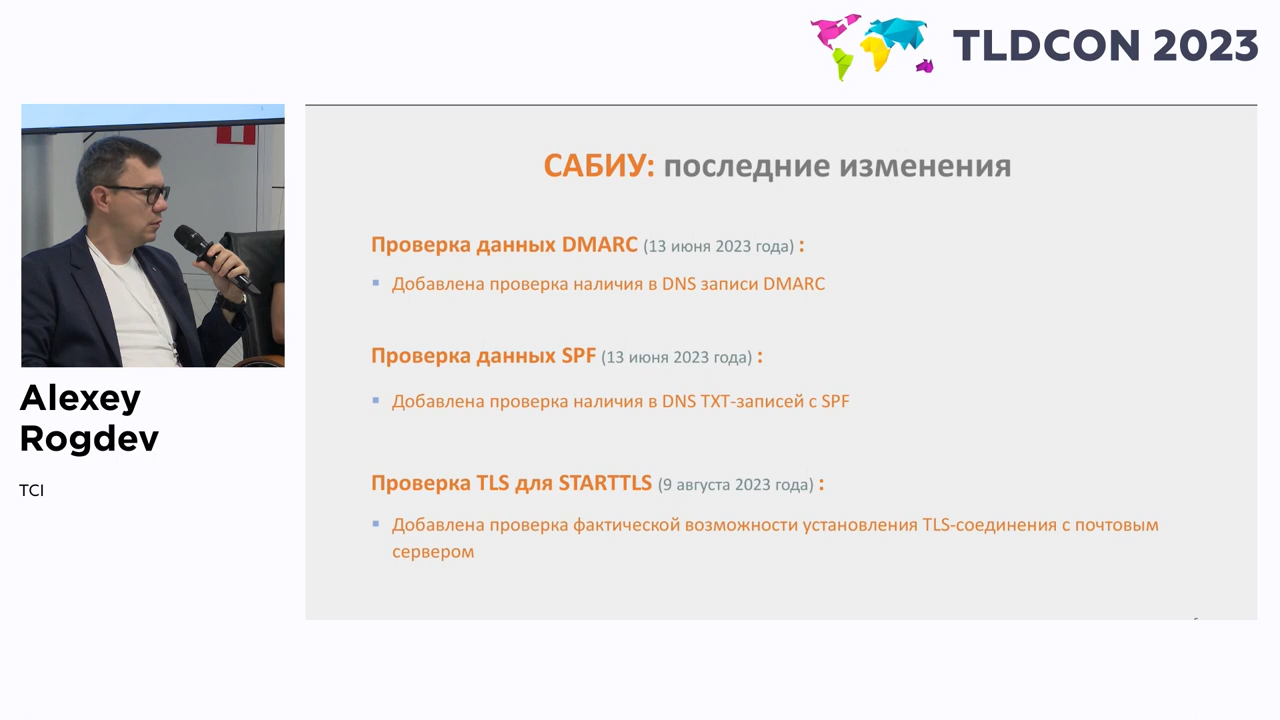 TLDCON 2023
САБИУ: последние изменения
Проверка данных DMARC (13 июня 2023 года) :
▪ Добавлена проверка наличия в DNS записи DMARC
Проверка данных SPF (13 июня 2023 года) :
▪ Добавлена проверка наличия в DNS TXT-записей с SPF
Проверка TLS для STARTTLS (9 августа 2023 года) :
▪ Добавлена проверка фактической возможности установления TLS-соединения с почтовым
сервером
Alexey
Rogdev
TCI